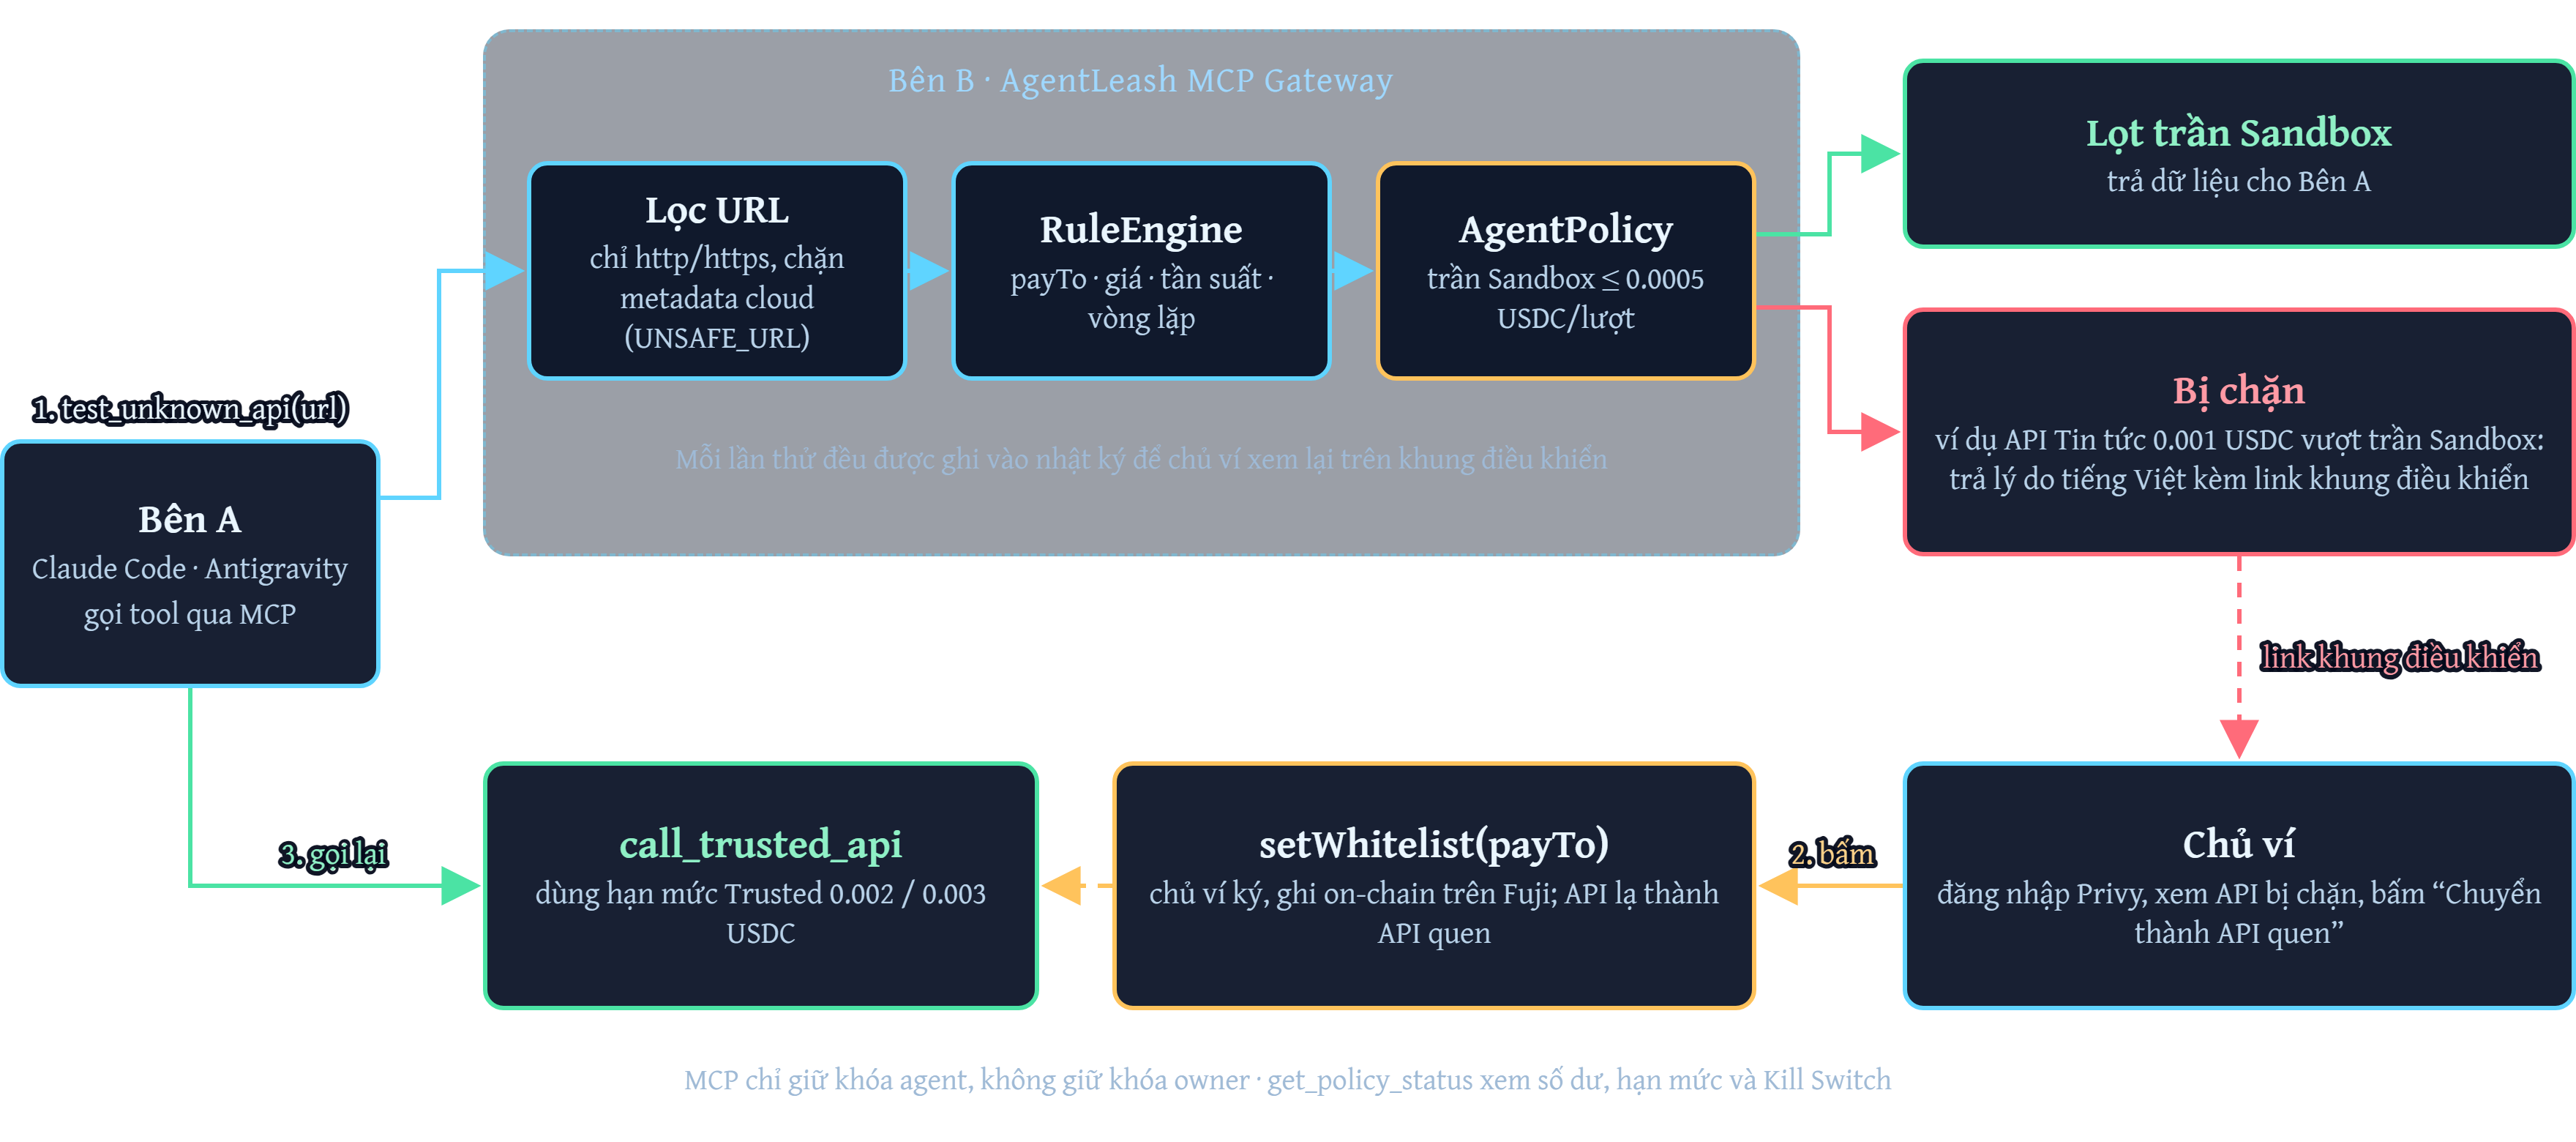 Bên B · AgentLeash MCP Gateway
Lọc URL
chỉ http/https, chặn
metadata cloud
(UNSAFE_URL)
RuleEngine
payTo · giá · tần suất ·
vòng lặp
AgentPolicy
trần Sandbox ≤ 0.0005
USDC/lượt
Mỗi lần thử đều được ghi vào nhật ký để chủ ví xem lại trên khung điều khiển
Lọt trần Sandbox
trả dữ liệu cho Bên A
Bị chặn
ví dụ API Tin tức 0.001 USDC vượt trần Sandbox:
trả lý do tiếng Việt kèm link khung điều khiển
1. test_unknown_api(url)
Bên A
Claude Code · Antigravity
gọi tool qua MCP
link khung điều khiển
3. gọi lại
call_trusted_api
dùng hạn mức Trusted 0.002 / 0.003
USDC
setWhitelist(payTo)
chủ ví ký, ghi on-chain trên Fuji; API lạ thành
API quen
2. bấm
Chủ ví
đăng nhập Privy, xem API bị chặn, bấm “Chuyển
thành API quen”
MCP chỉ giữ khóa agent, không giữ khóa owner · get_policy_status xem số dư, hạn mức và Kill Switch